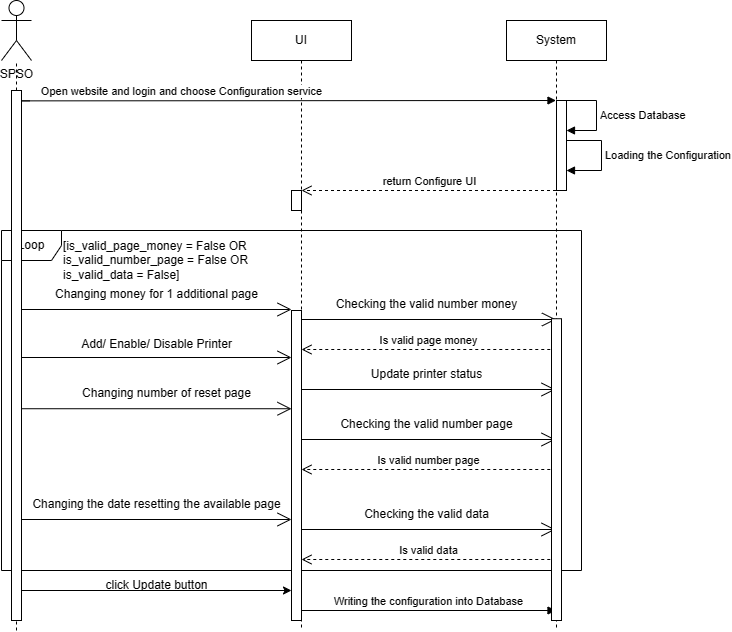 UI
System
SPSO
Open website and login and choose Configuration service
Access Database
Loading the Configuration
return Configure UI
Loop
[is_valid_page_money = False OR
is_valid_number_page = False OR
is_valid_data = False]
Changing money for 1 additional page
Checking the valid number money
Is valid page money
Add/ Enable/ Disable Printer
Update printer status
Changing number of reset page
Checking the valid number page
Is valid number page
Changing the date resetting the available page
Checking the valid data
Is valid data
click Update button
Writing the configuration into Database